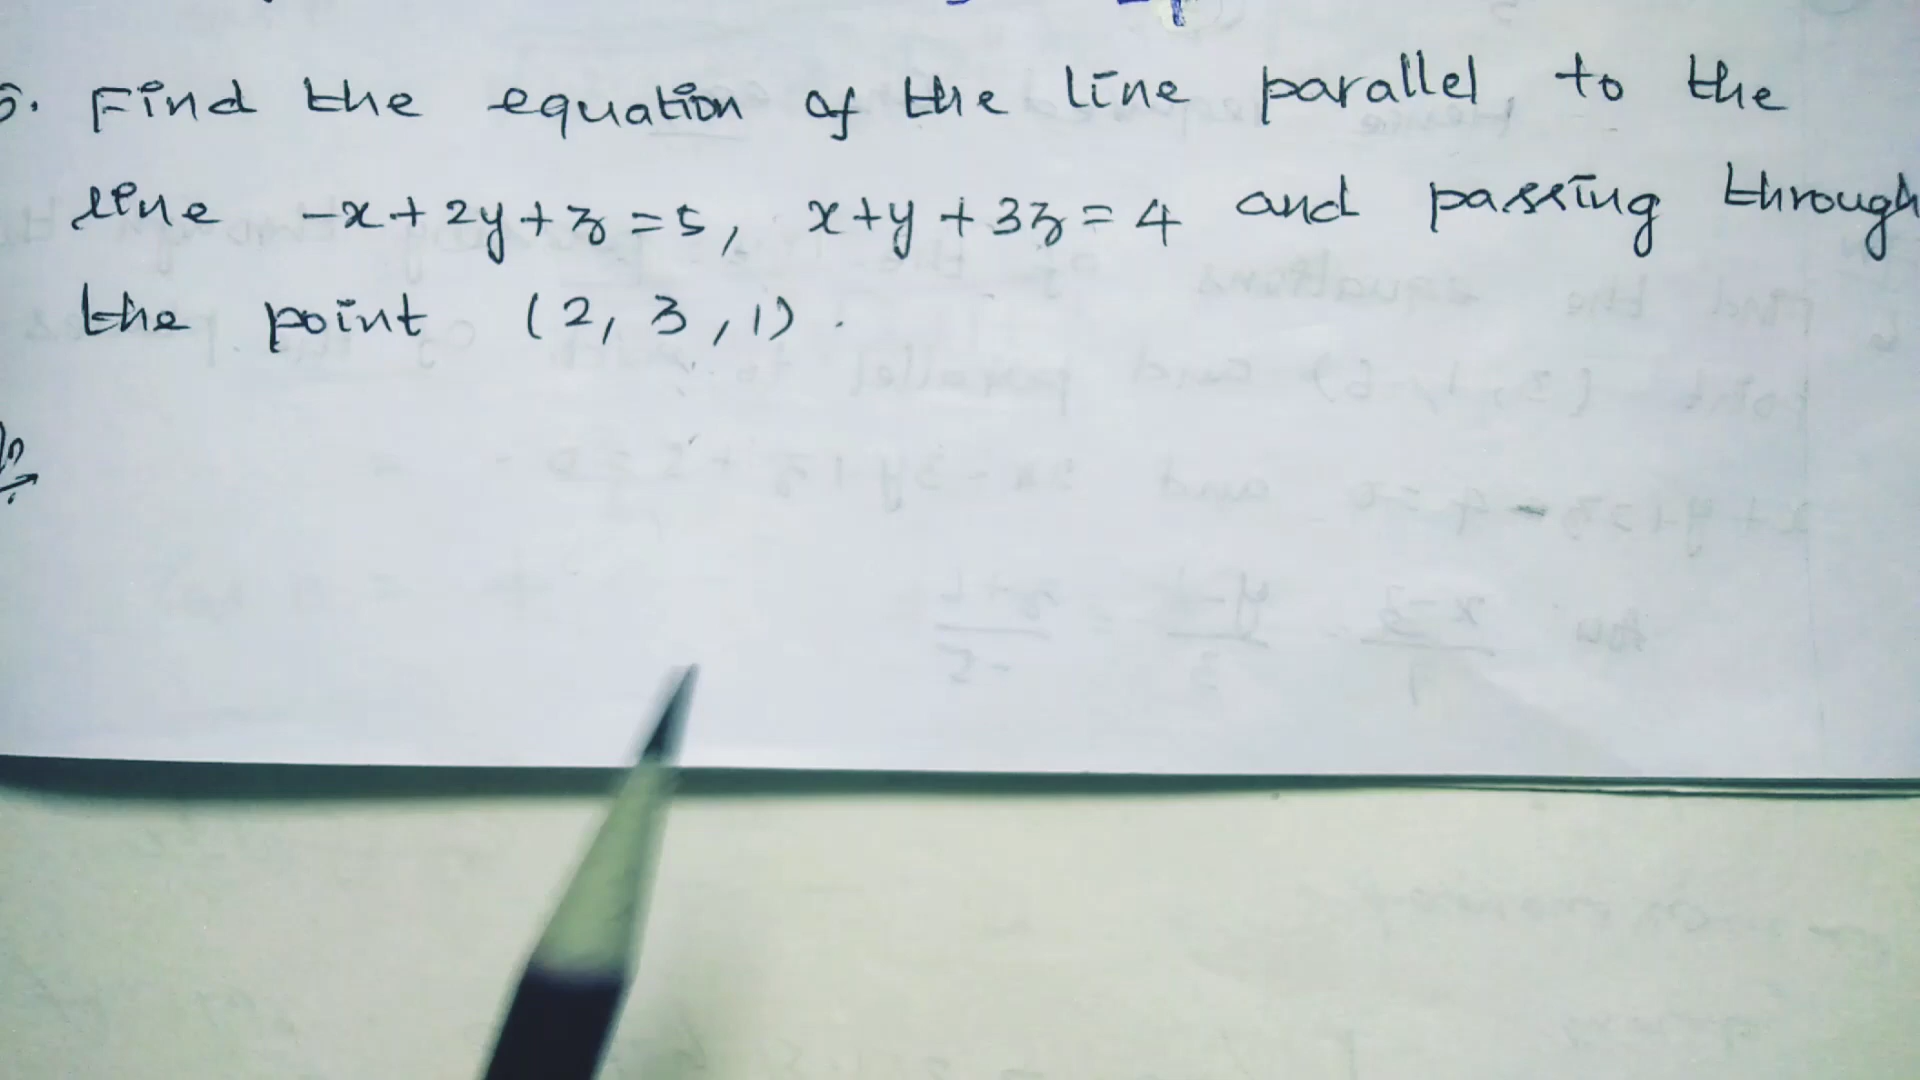 5. Find the equation of the line parallel to the
line -x+2y+z=5, x+y+3z=4 and passing through
the point (2, 3, 1).